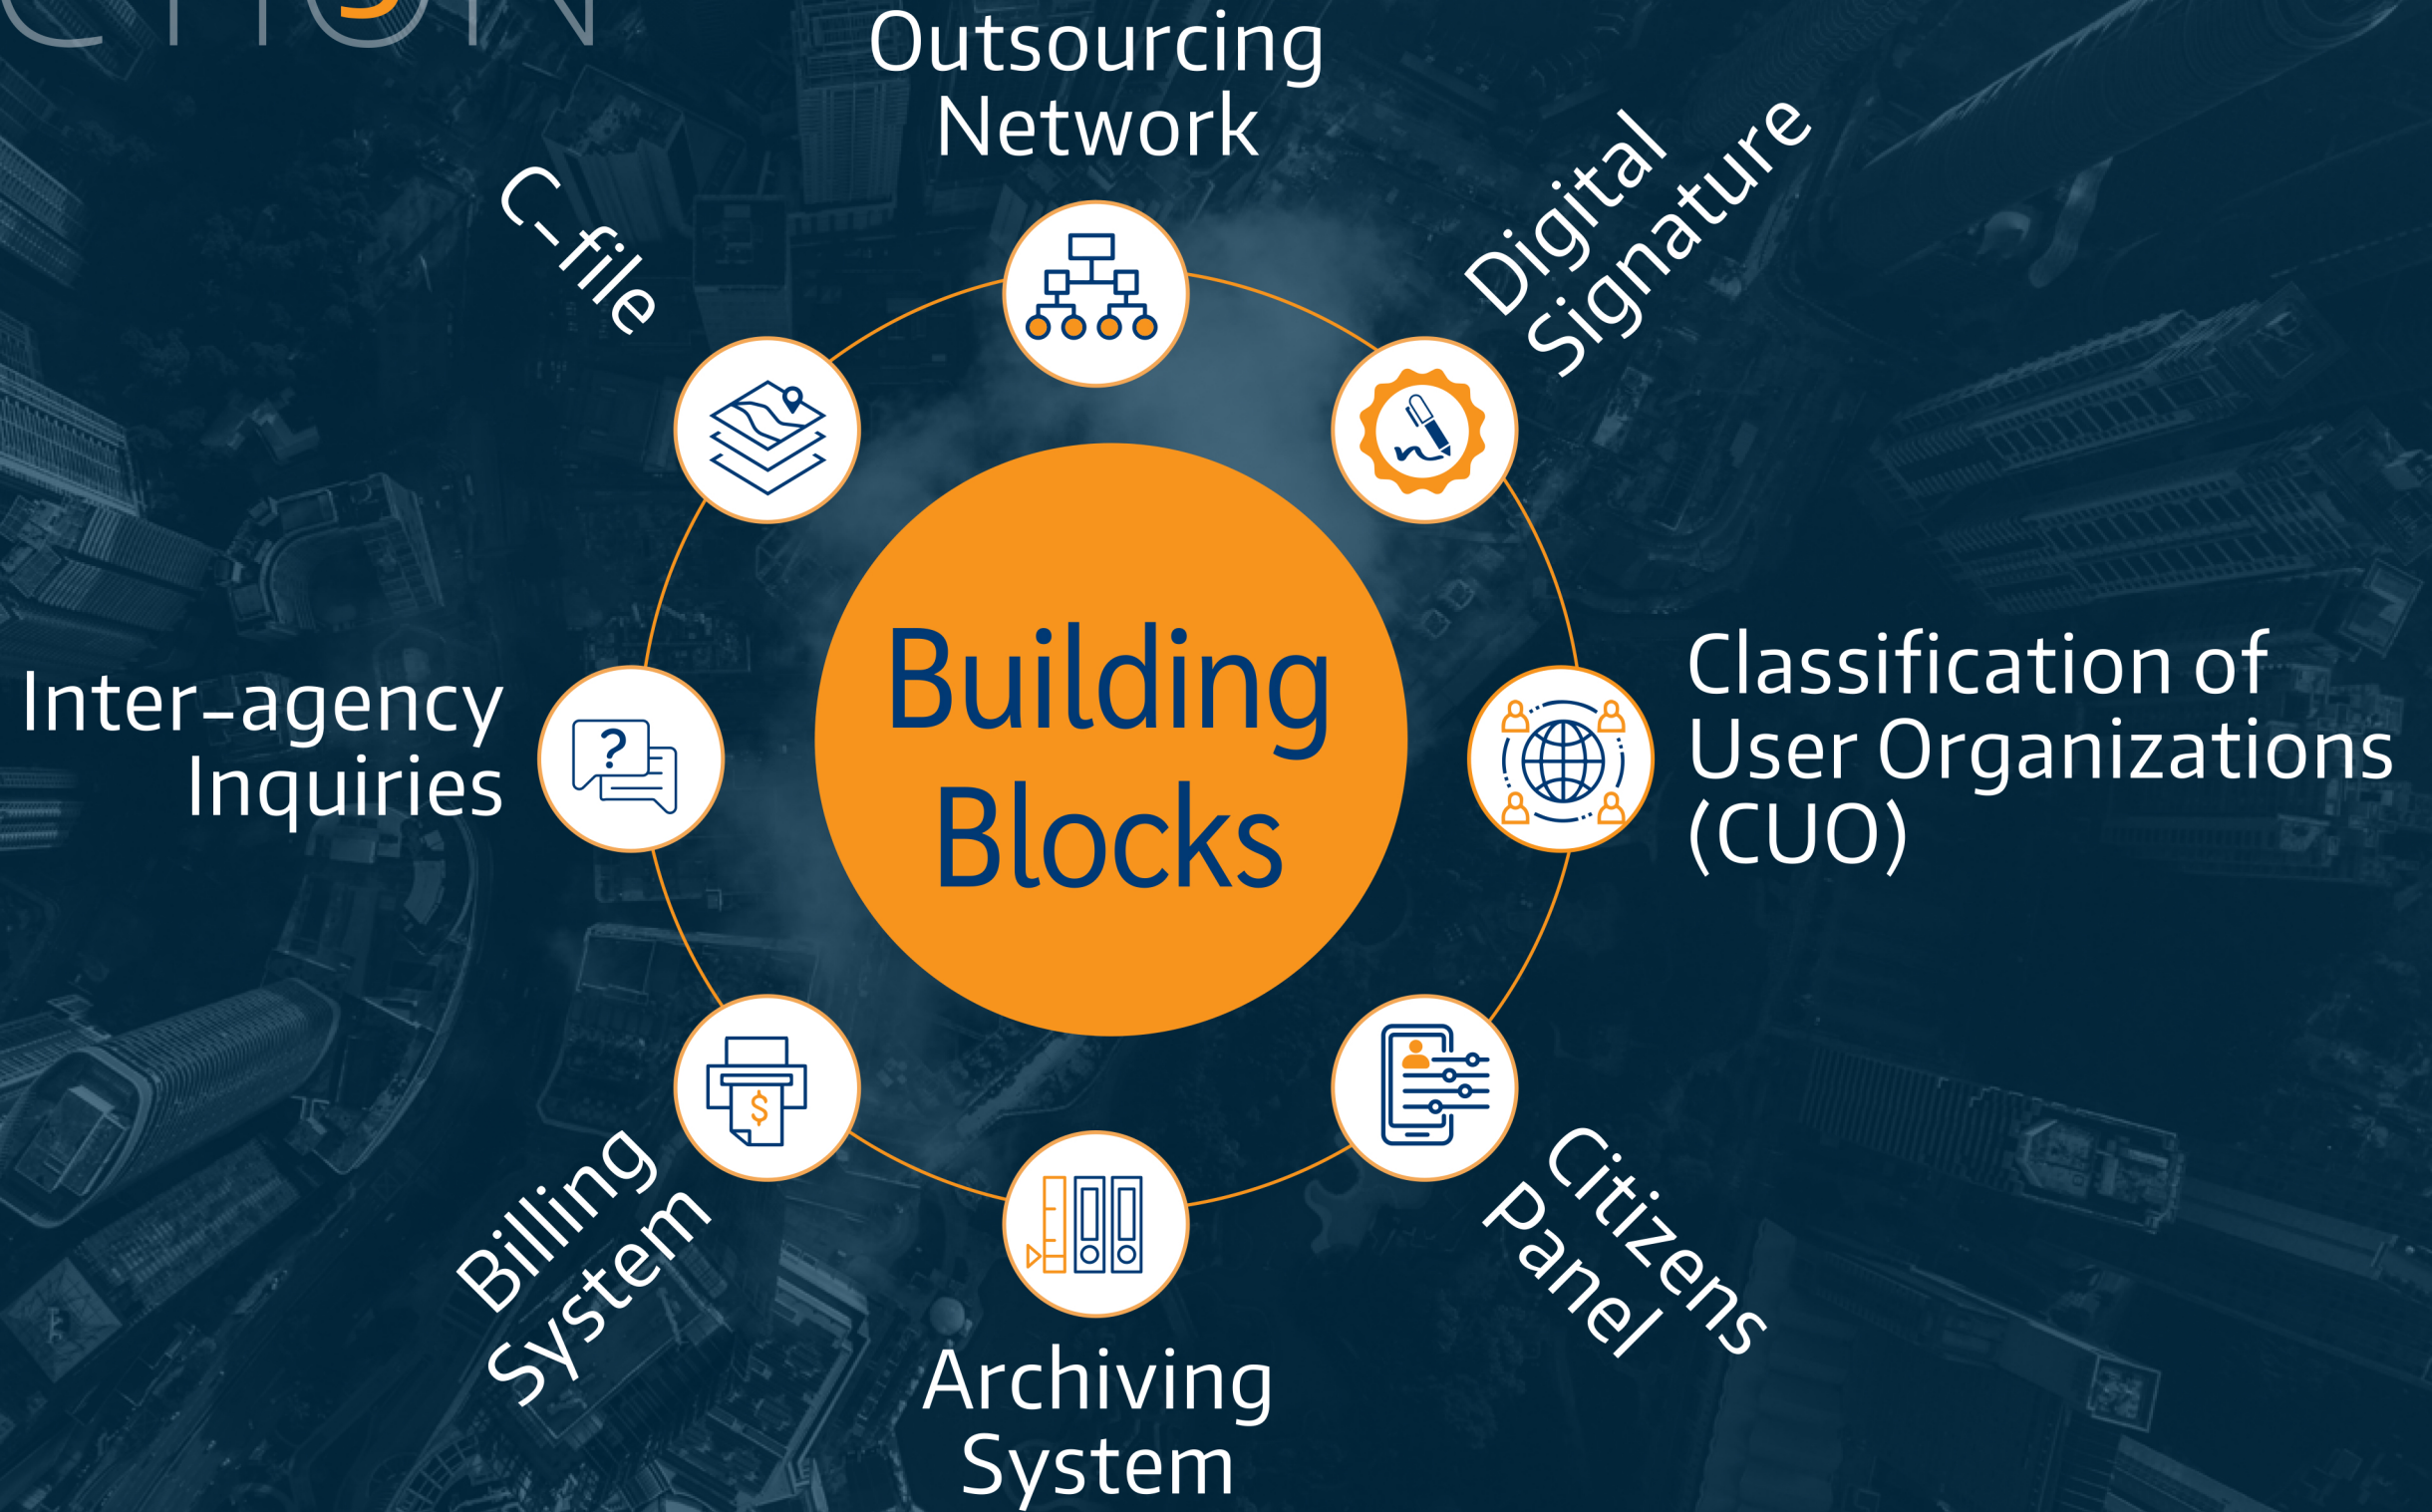 Outsourcing
Network
Digital
Signature
Classification of
User Organizations
(CUO)
Citizens
Panel
Archiving
System
Billing
System
Inter-agency
Inquiries
C-file
Building
Blocks
?
$